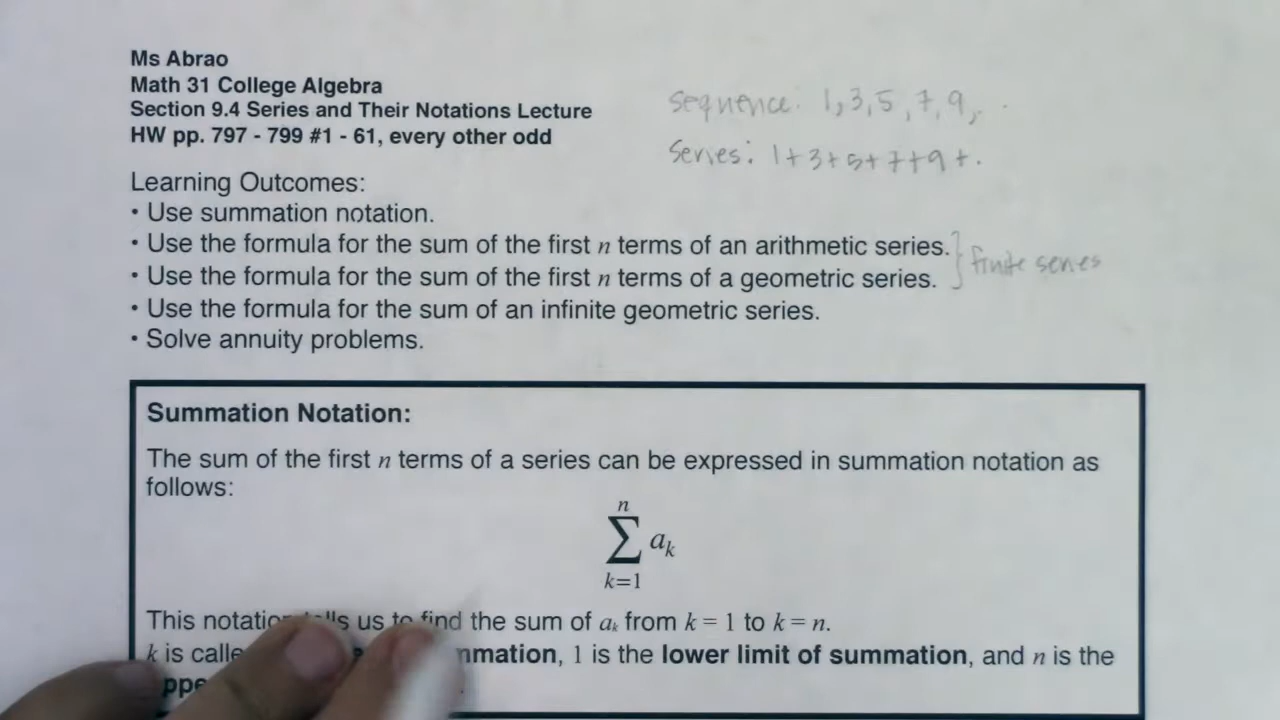 Ms Abrao
Math 31 College Algebra
Section 9.4 Series and Their Notations Lecture
HW pp. 797 - 799 #1 - 61, every other odd
sequence: 1, 3, 5, 7, 9, ..
Series: 1 + 3 + 5 + 7 + 9 + ..
Learning Outcomes:
• Use summation notation.
• Use the formula for the sum of the first n terms of an arithmetic series.
• Use the formula for the sum of the first n terms of a geometric series.
} finite series
• Use the formula for the sum of an infinite geometric series.
• Solve annuity problems.
Summation Notation:
The sum of the first n terms of a series can be expressed in summation notation as
follows:
n
∑ aₖ
k=1
This notation us to find the sum of aₖ from k = 1 to k = n.
k is 1 is the lower limit of summation, and n is the